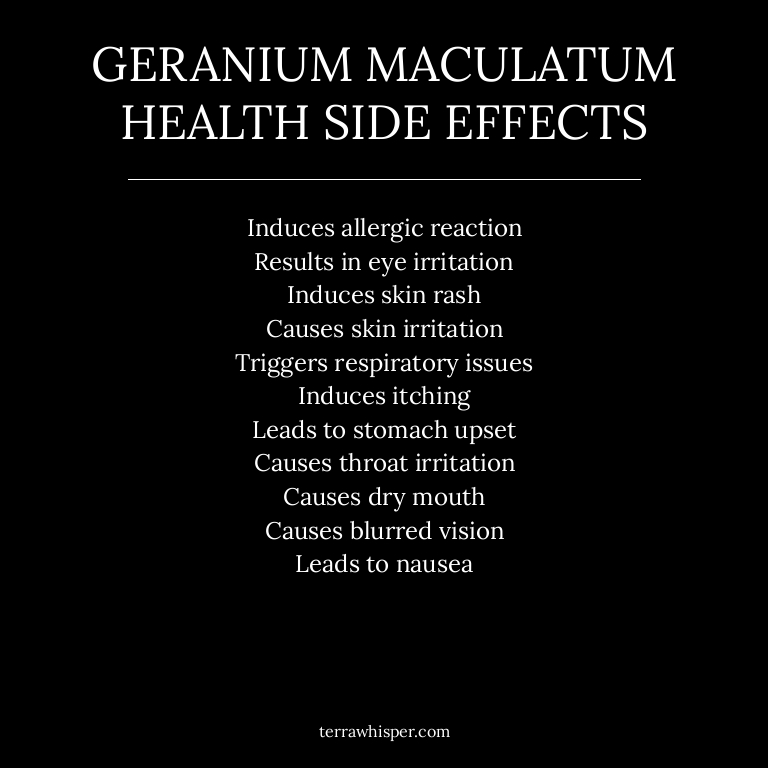 GERANIUM MACULATUM
HEALTH SIDE EFFECTS
Induces allergic reaction
Results in eye irritation
Induces skin rash
Causes skin irritation
Triggers respiratory issues
Induces itching
Leads to stomach upset
Causes throat irritation
Causes dry mouth
Causes blurred vision
Leads to nausea
terrawhisper.com